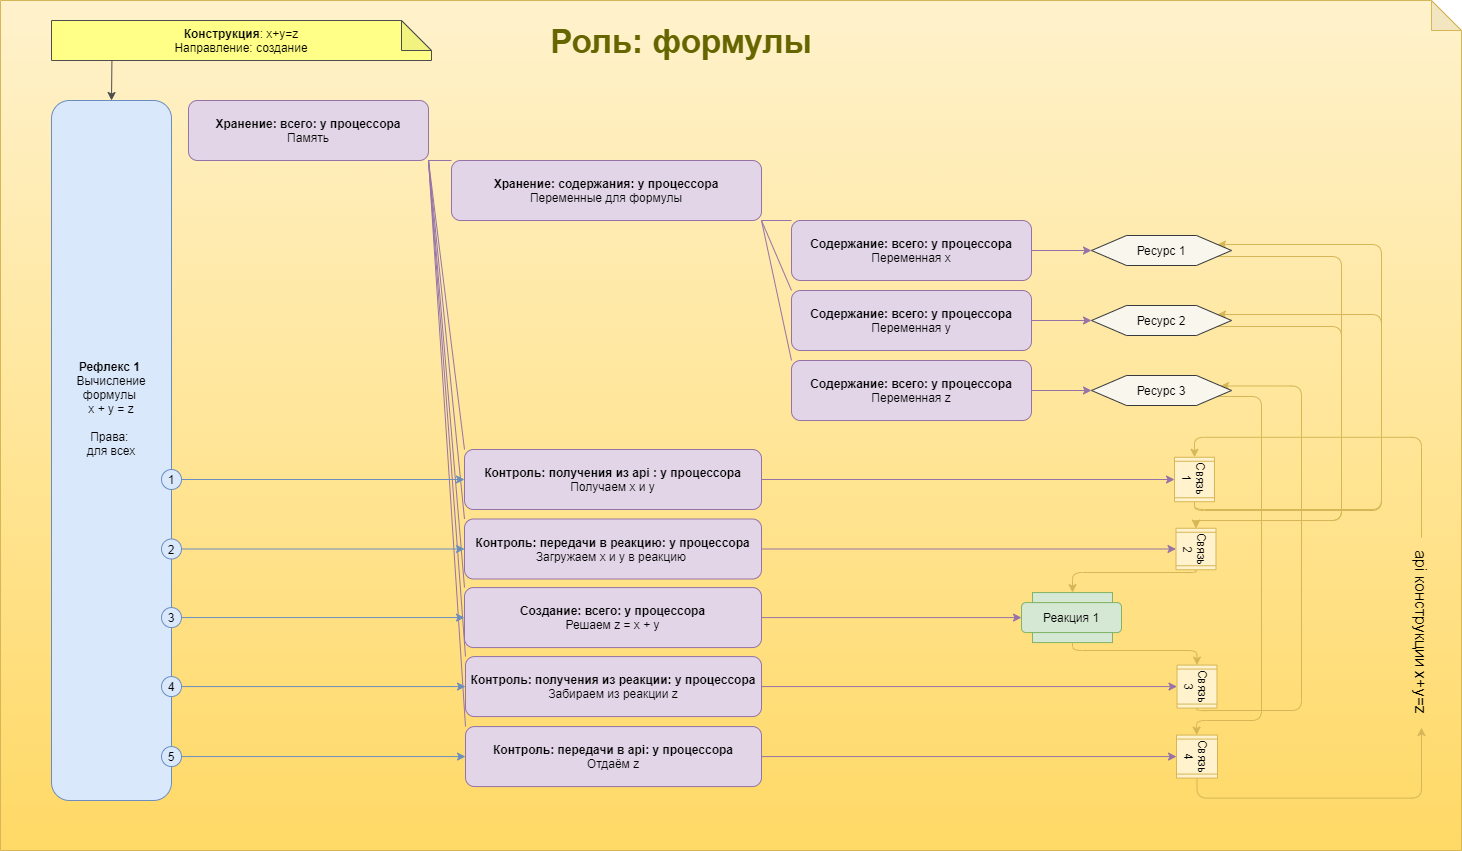 Конструкция: x+y=z
Направление: создание
Роль: формулы
Хранение: всего: у процессора
Память
Хранение: содержания: у процессора
Переменные для формулы
Содержание: всего: у процессора
Переменная x
Ресурс 1
Содержание: всего: у процессора
Переменная y
Ресурс 2
Содержание: всего: у процессора
Переменная z
Ресурс 3
Рефлекс 1
Вычисление
формулы
x + y = z
Права:
для всех
1
Контроль: получения из api : у процессора
Получаем x и y
Связь
1
2
Контроль: передачи в реакцию: у процессора
Загружаем x и y в реакцию
Связь
2
3
Создание: всего: у процессора
Решаем z = x + y
Реакция 1
4
Контроль: получения из реакции: у процессора
Забираем из реакции z
Связь
3
5
Контроль: передачи в api: у процессора
Отдаём z
Связь
4
api конструкции x+y=z